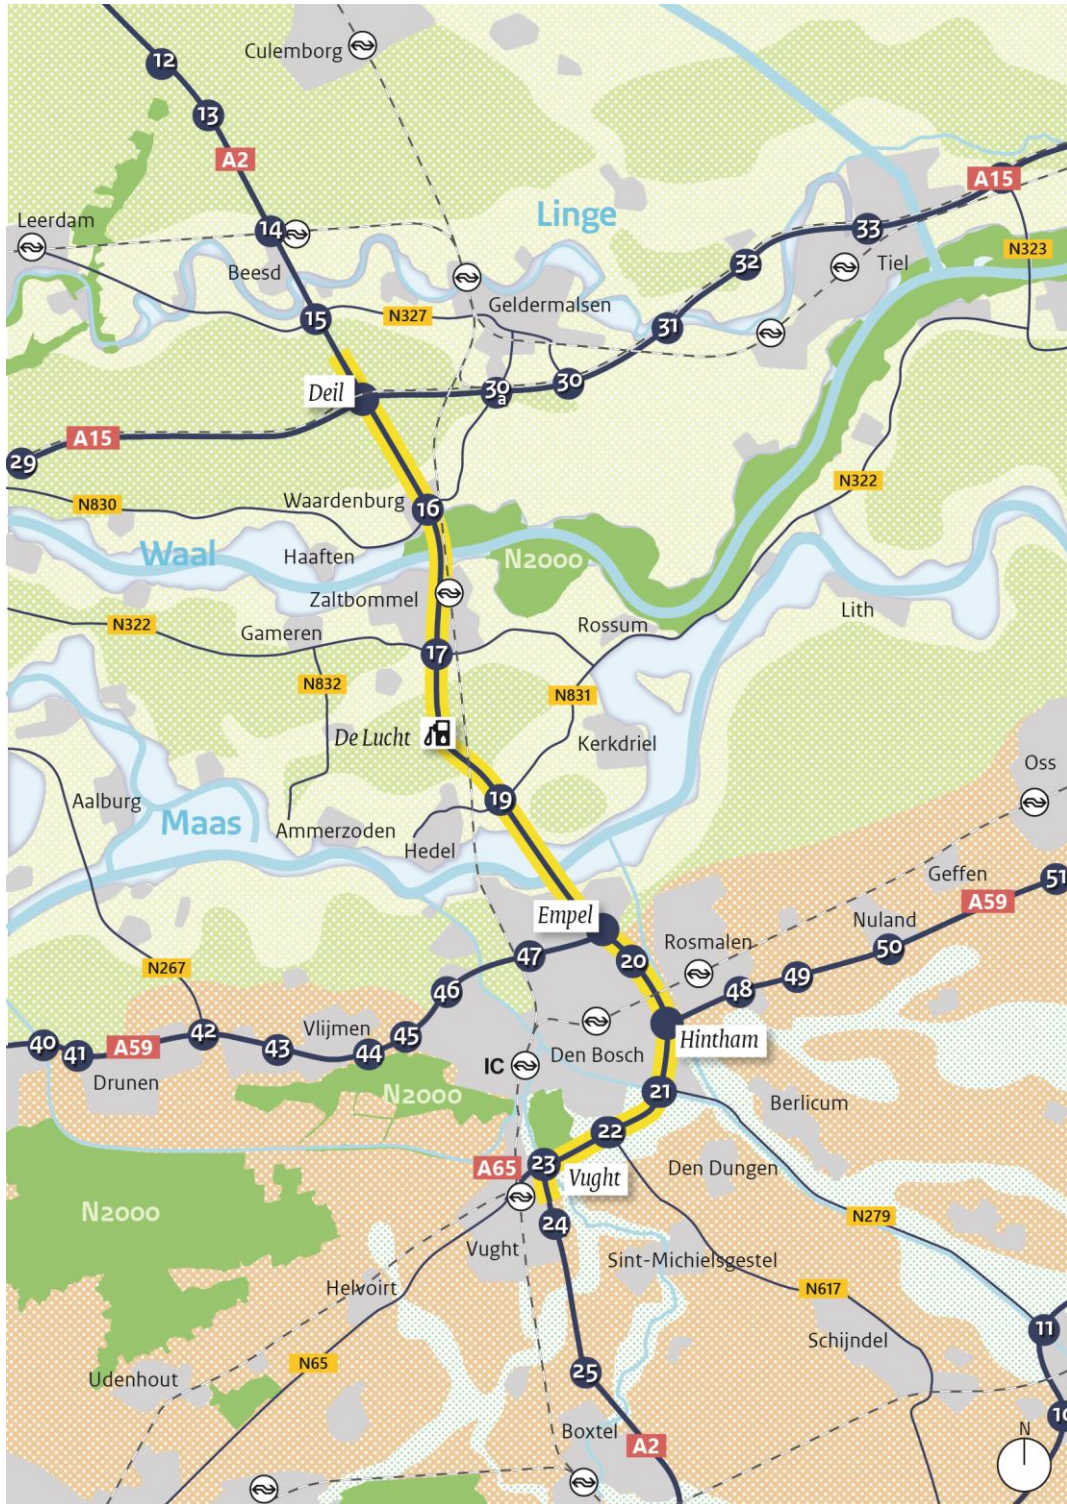 Culemborg
12
13
A2
A15
Leerdam
Linge
33
14
N323
32
Tiel
Beesd
Geldermalsen
15
N327
31
Deil
30
30
a
A15
29
N322
Waardenburg
N830
16
Waal
Haaften
N2000
Zaltbommel
Lith
N322
Gameren
Rossum
17
N832
N831
De Lucht
Kerkdriel
Oss
Aalburg
19
Maas
Ammerzoden
Hedel
Geffen
51
A59
Empel
Nuland
Rosmalen
50
47
20
N267
49
46
48
Vlijmen
42
45
Hintham
40
41
A59
43
44
Den Bosch
IC
Drunen
N2000
21
Berlicum
22
23
A65
Den Dungen
Vught
N2000
24
N279
Vught
Sint-Michielsgestel
Helvoirt
N617
11
Schijndel
N65
25
Udenhout
10
Boxtel
N
A2